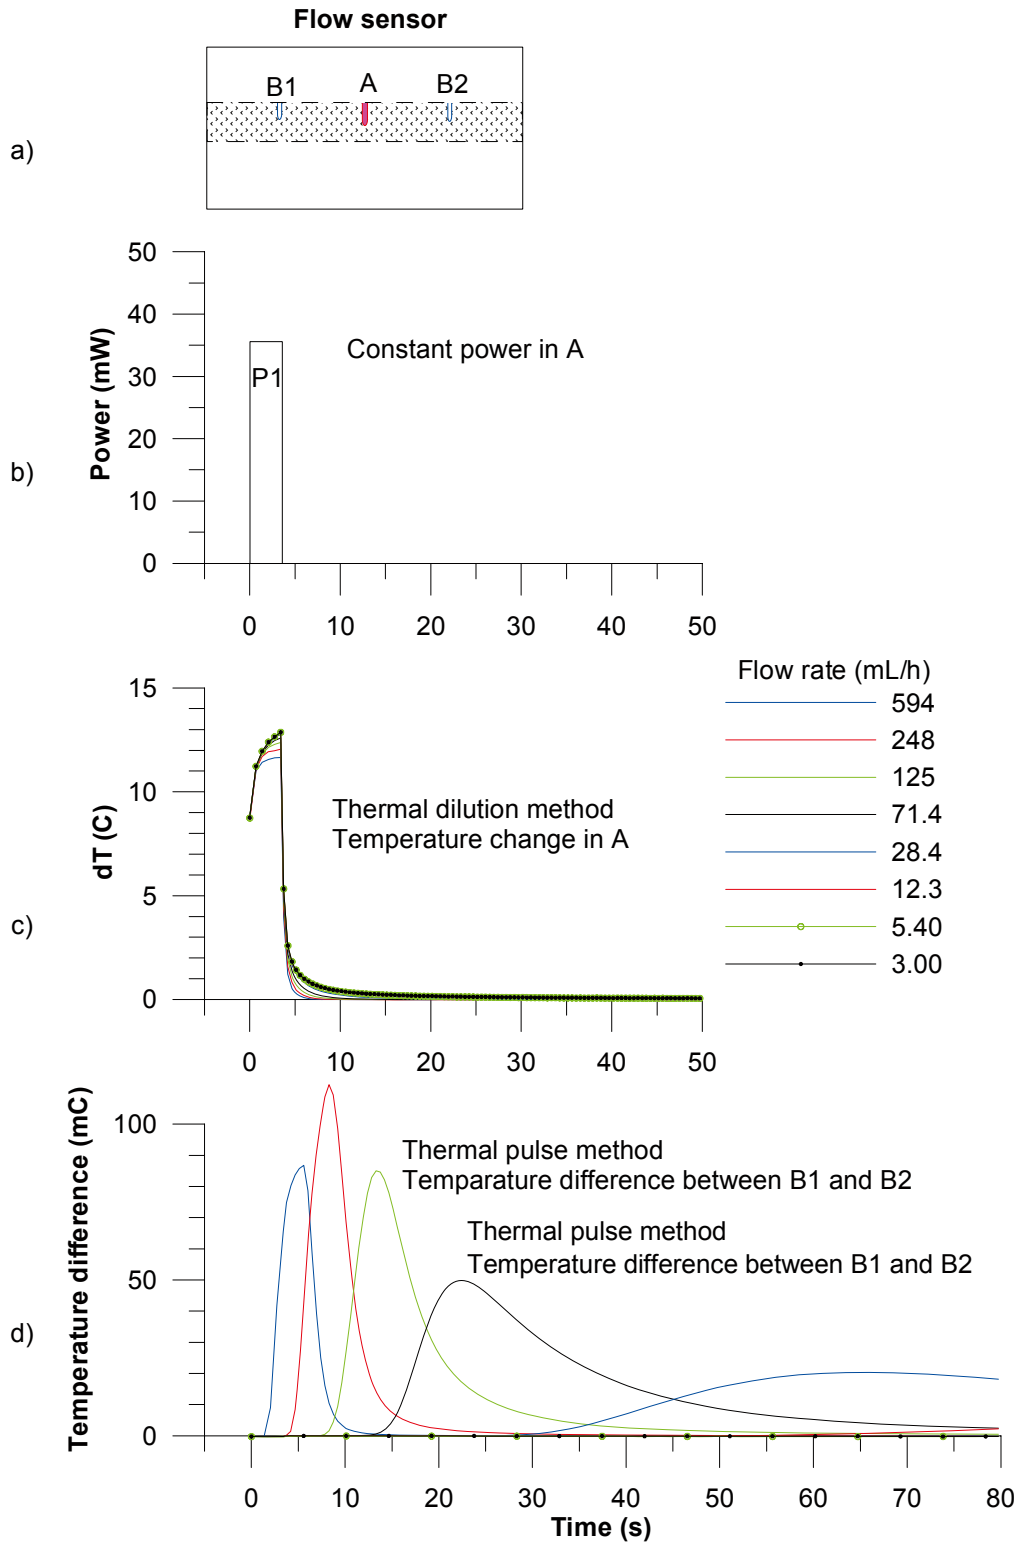 Flow sensor
B1
A
B2
a)
50
40
30
20
10
0
Power (mW)
P1
Constant power in A
b)
0
10
20
30
40
50
Flow rate (mL/h)
594
248
125
71.4
28.4
12.3
5.40
3.00
15
10
5
0
dT (C)
Thermal dilution method
Temperature change in A
c)
0
10
20
30
40
50
100
50
0
Temperature difference (mC)
Thermal pulse method
Temparature difference between B1 and B2
Thermal pulse method
Temperature difference between B1 and B2
d)
0
10
20
30
40
50
60
70
80
Time (s)